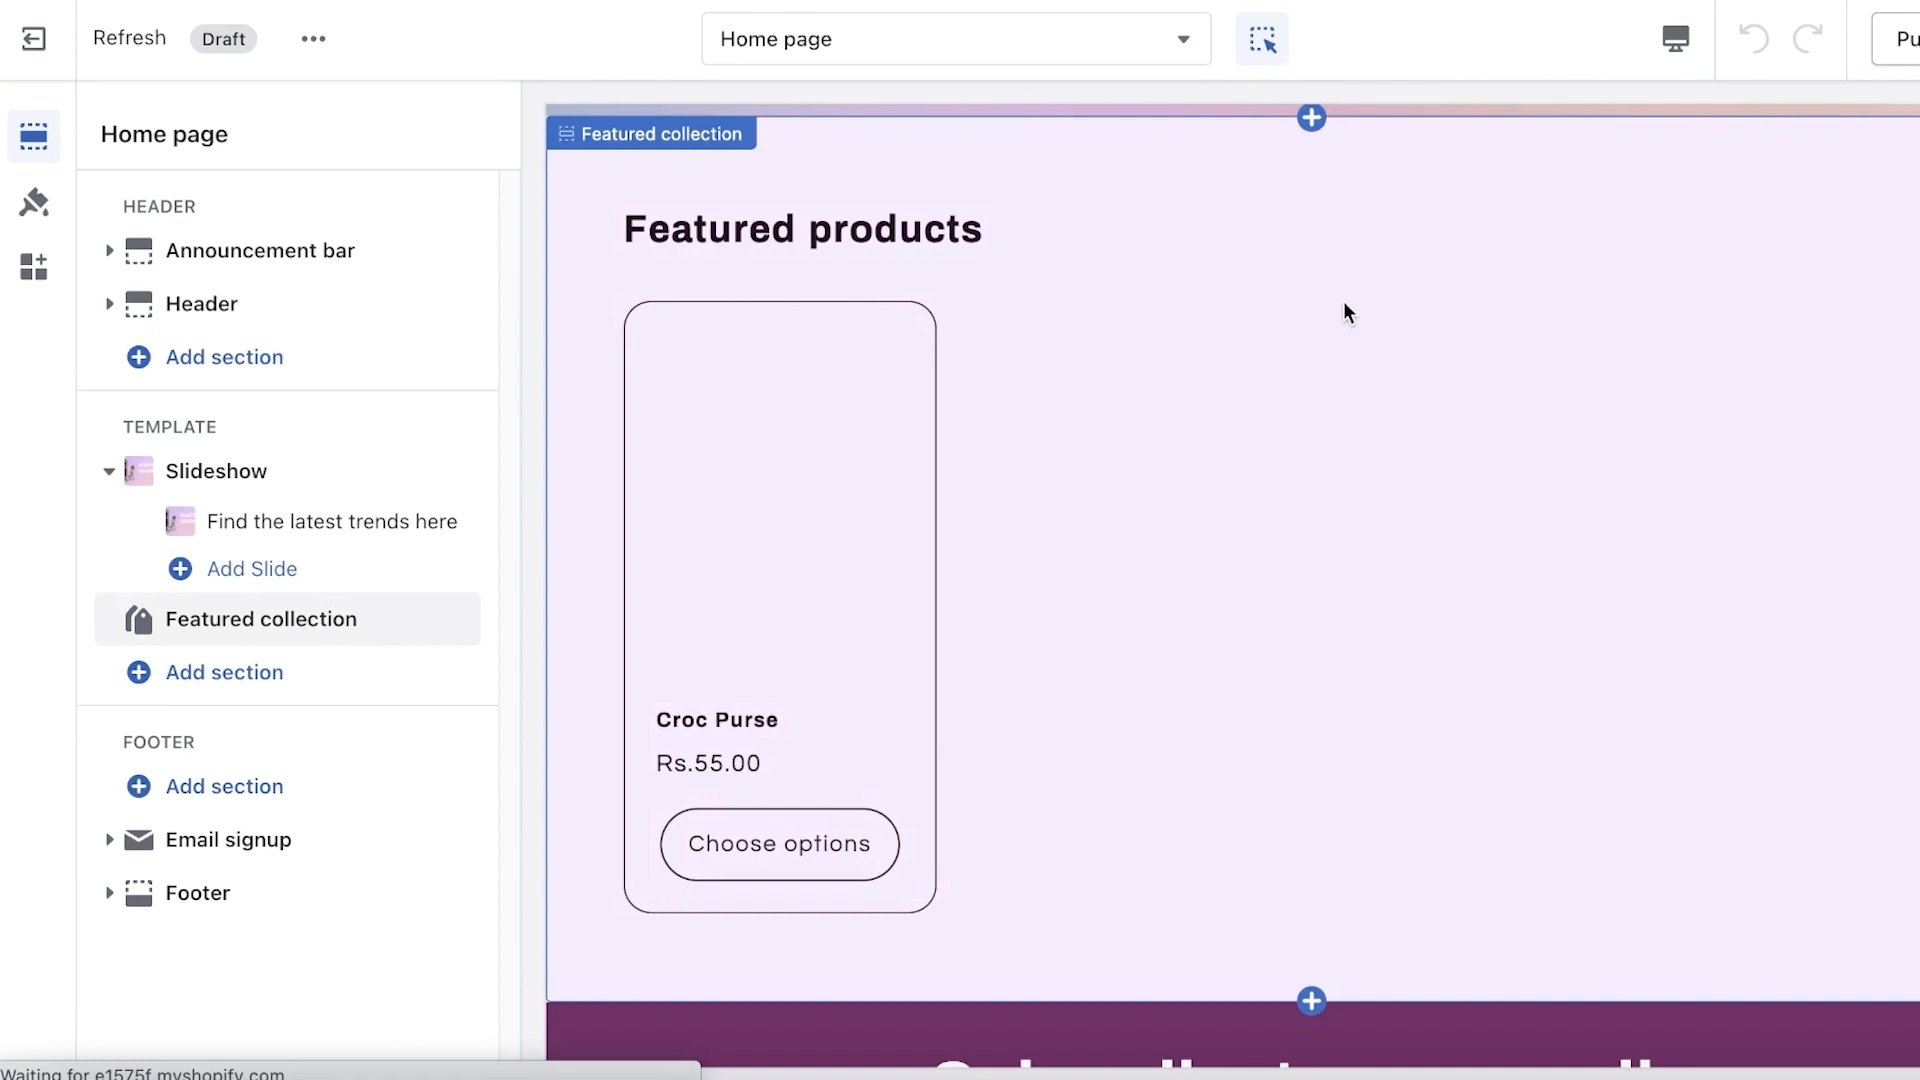 Refresh
Draft
Home page
Pu
Home page
HEADER
Announcement bar
Header
Add section
TEMPLATE
Slideshow
Find the latest trends here
Add Slide
Featured collection
Add section
FOOTER
Add section
Email signup
Footer
Featured collection
Featured products
Croc Purse
Rs.55.00
Choose options
Waiting for e1575f.myshopify.com